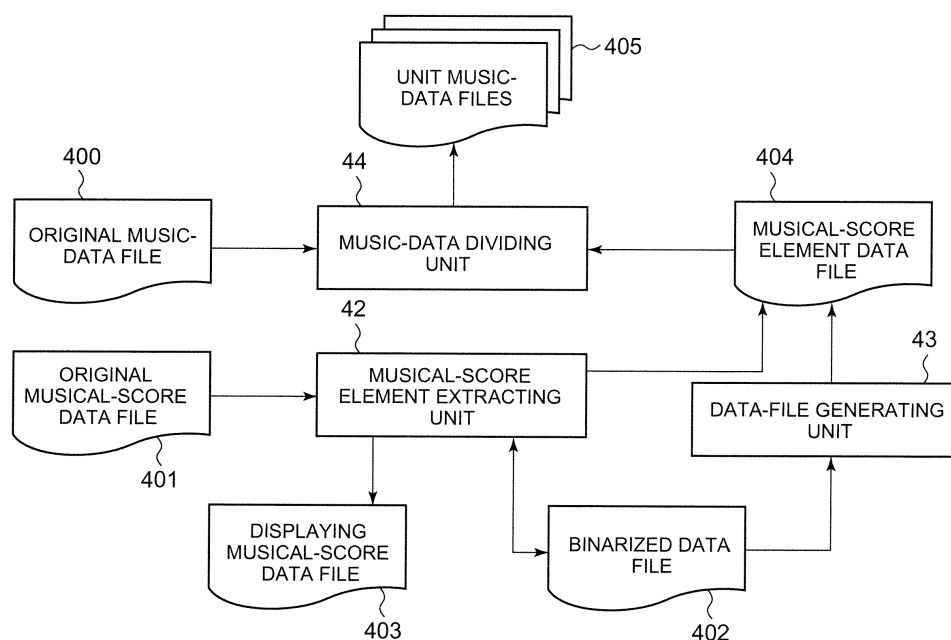 405
UNIT MUSIC-
DATA FILES
400
44
404
ORIGINAL MUSIC-
DATA FILE
MUSIC-DATA DIVIDING
UNIT
MUSICAL-SCORE
ELEMENT DATA
FILE
42
43
ORIGINAL
MUSICAL-SCORE
DATA FILE
MUSICAL-SCORE
ELEMENT EXTRACTING
UNIT
DATA-FILE GENERATING
UNIT
401
DISPLAYING
MUSICAL-SCORE
DATA FILE
BINARIZED DATA
FILE
403
402